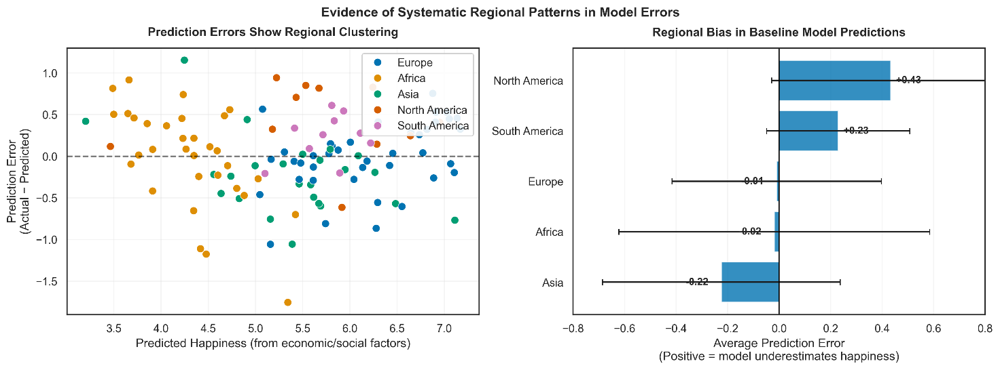 Evidence of Systematic Regional Patterns in Model Errors
Prediction Errors Show Regional Clustering
Prediction Error
(Actual − Predicted)
1.0
0.5
0.0
−0.5
−1.0
−1.5
Europe
Africa
Asia
North America
South America
3.5 4.0 4.5 5.0 5.5 6.0 6.5 7.0
Predicted Happiness (from economic/social factors)
Regional Bias in Baseline Model Predictions
North America
+0.43
South America
+0.23
Europe
-0.01
Africa
-0.02
Asia
-0.22
−0.8 −0.6 −0.4 −0.2 0.0 0.2 0.4 0.6 0.8
Average Prediction Error
(Positive = model underestimates happiness)